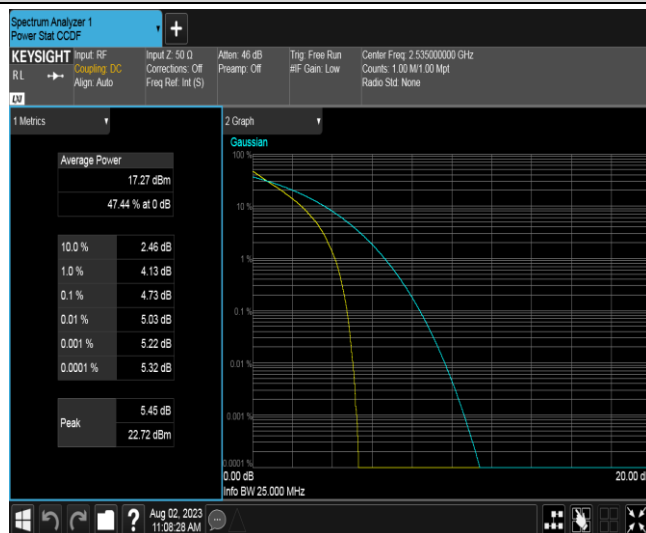 Spectrum Analyzer 1
Power Stat CCDF
+
KEYSIGHT
RL
LXI
Input: RF
Coupling: DC
Align: Auto
Input Z: 50 Ω
Corrections: Off
Freq Ref: Int (S)
Atten: 46 dB
Preamp: Off
Trig: Free Run
#IF Gain: Low
Center Freq: 2.535000000 GHz
Counts: 1.00 M/1.00 Mpt
Radio Std: None
1 Metrics
Average Power
17.27 dBm
47.44 % at 0 dB
10.0 % 2.46 dB
1.0 % 4.13 dB
0.1 % 4.73 dB
0.01 % 5.03 dB
0.001 % 5.22 dB
0.0001 % 5.32 dB
Peak
5.45 dB
22.72 dBm
2 Graph
Gaussian
100 %
10 %
1 %
0.1 %
0.01 %
0.001 %
0.0001 %
0.00 dB
20.00 d
Info BW 25.000 MHz
?
Aug 02, 2023
11:08:28 AM